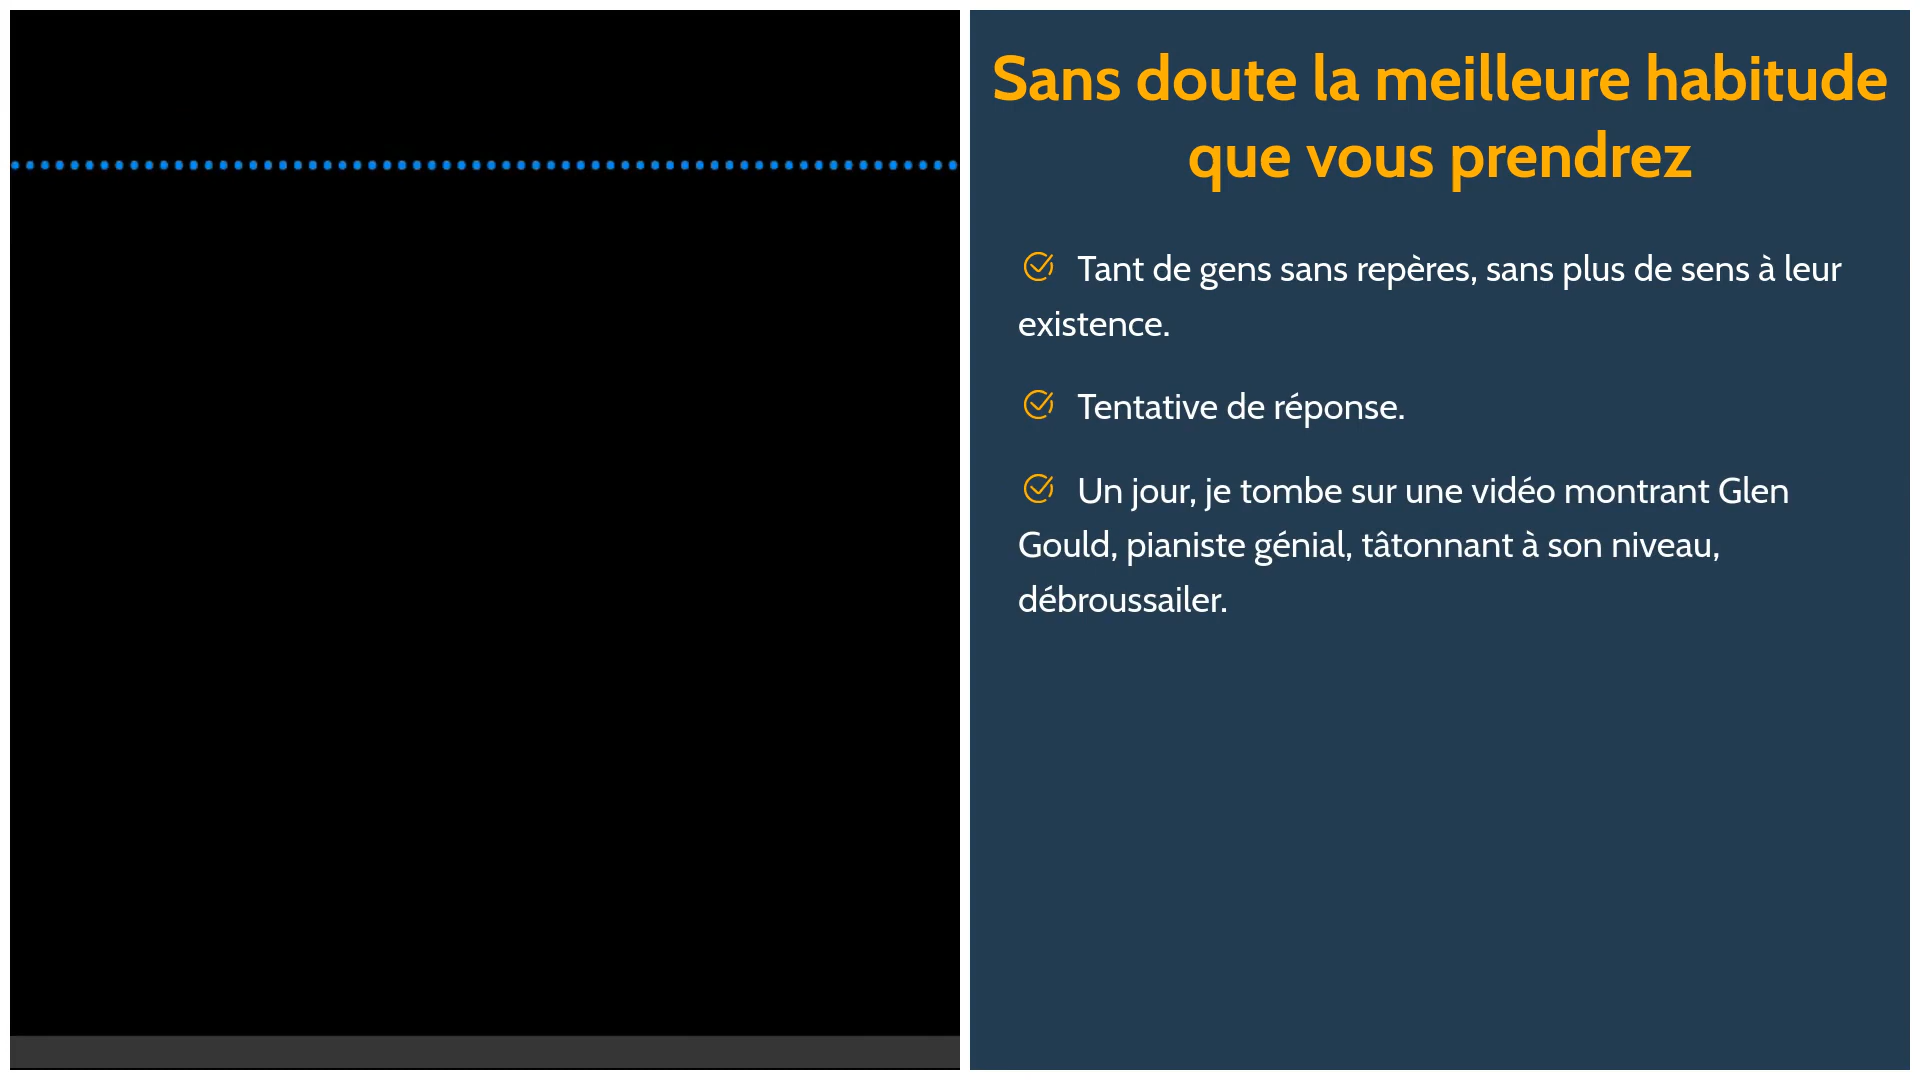 Sans doute la meilleure habitude
que vous prendrez
Tant de gens sans repères, sans plus de sens à leur
existence.
Tentative de réponse.
Un jour, je tombe sur une vidéo montrant Glen
Gould, pianiste génial, tâtonnant à son niveau,
débroussailer.